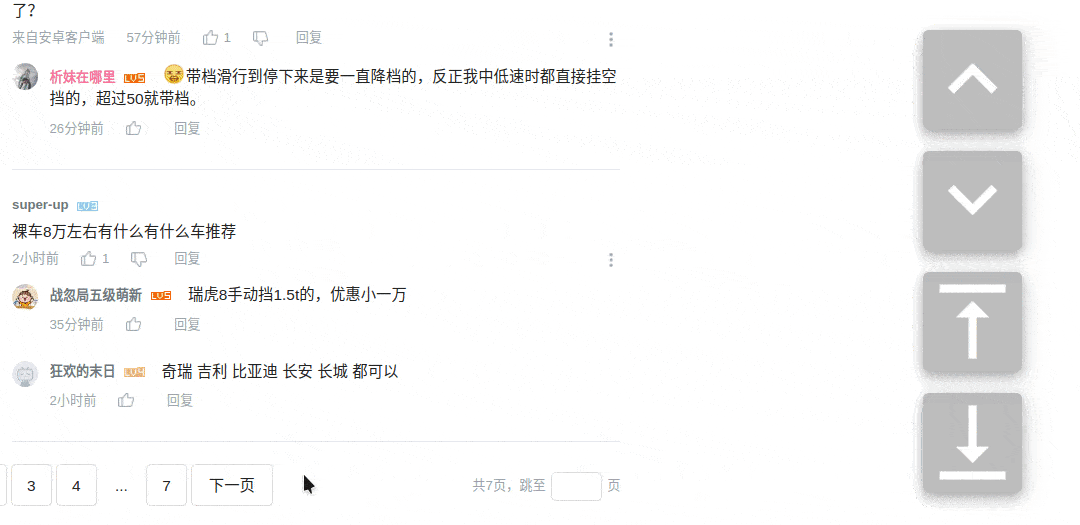 了?
来自安卓客户端 57分钟前 1 回复
析妹在哪里 LV5 带档滑行到停下来是要一直降档的，反正我中低速时都直接挂空
挡的，超过50就带档。
26分钟前 回复
super-up LV3
裸车8万左右有什么有什么车推荐
2小时前 1 回复
战忽局五级萌新 LV5 瑞虎8手动挡1.5t的，优惠小一万
35分钟前 回复
狂欢的末日 LV4 奇瑞 吉利 比亚迪 长安 长城 都可以
2小时前 回复
3 4 ... 7 下一页 共7页，跳至 页